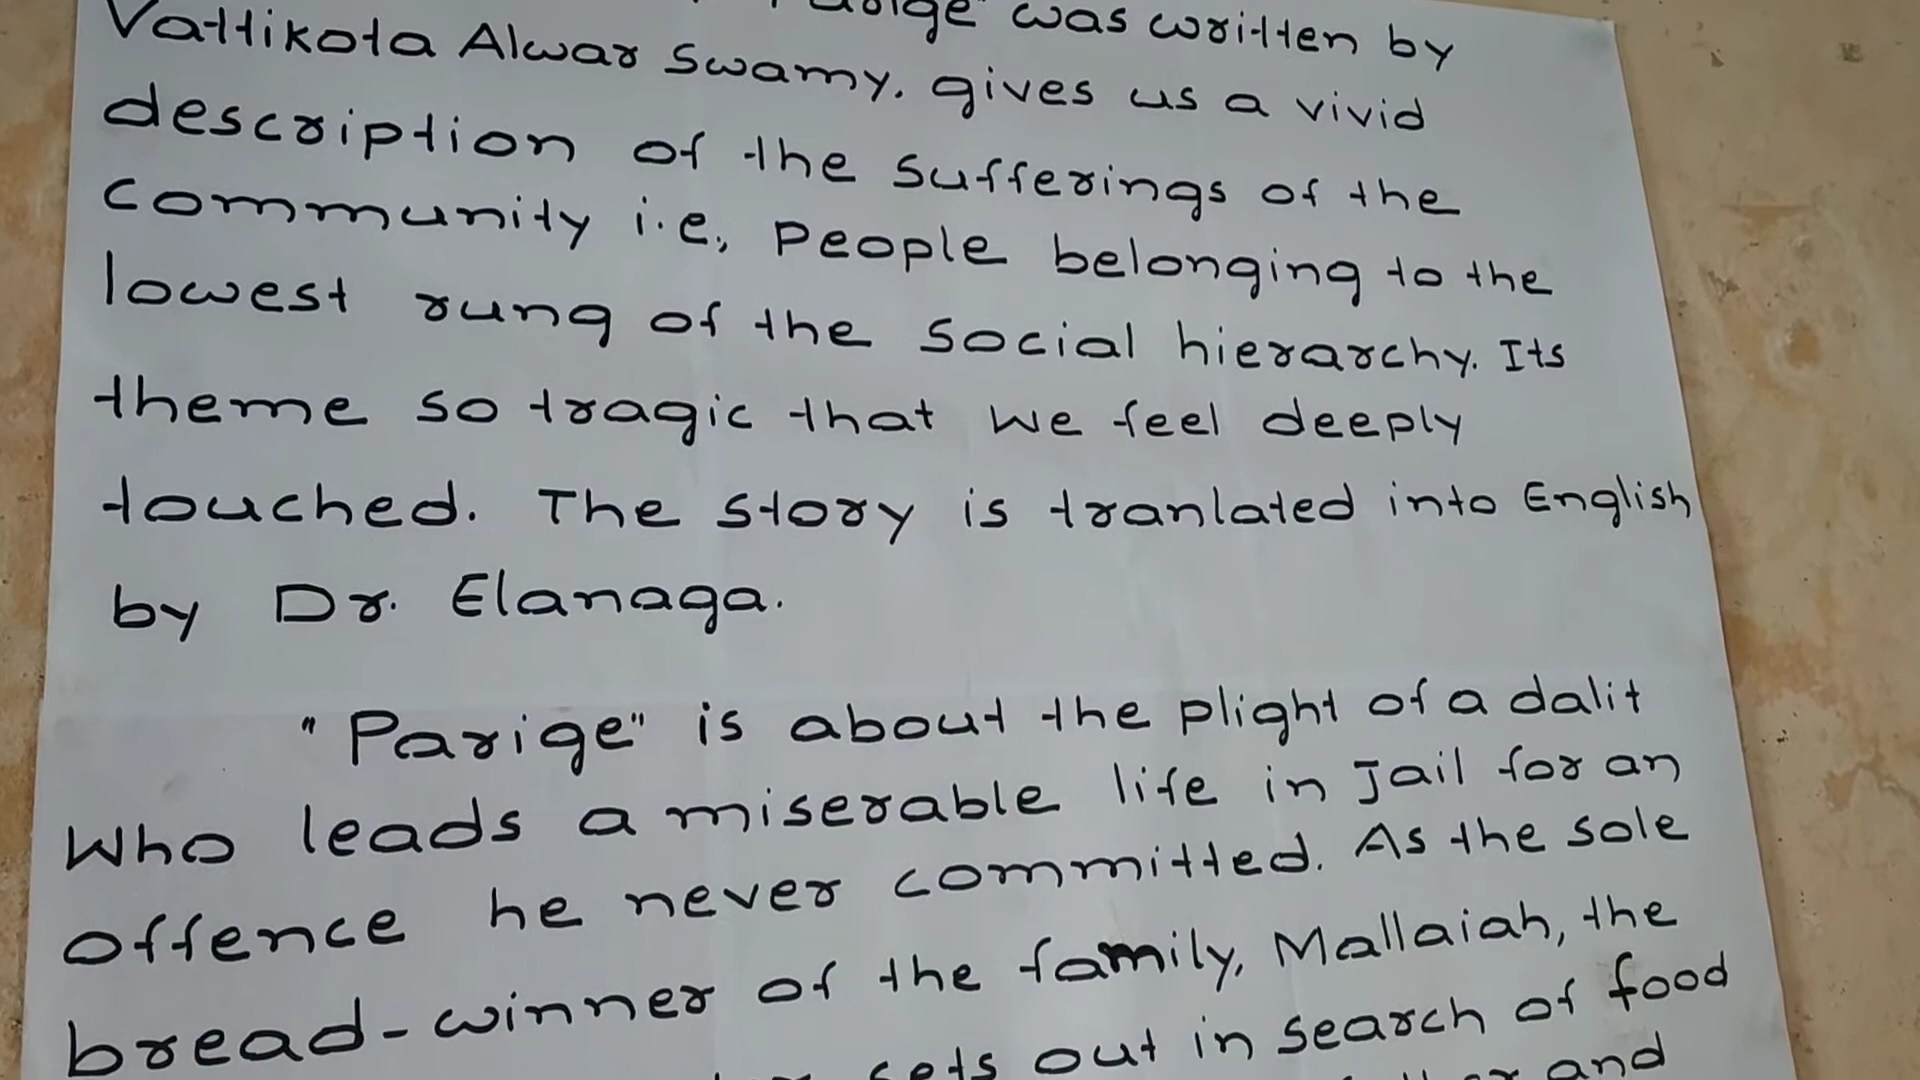 was written by
Vattikota Alwar Swamy. gives us a vivid
description of the sufferings of the
community i.e., people belonging to the
lowest rung of the social hierarchy. Its
theme so tragic that we feel deeply
touched. The story is tranlated into English
by Dr. Elanaga.
"Parige" is about the plight of a dalit
who leads a miserable life in Jail for an
offence he never committed. As the sole
bread-winner of the family, Mallaiah, the
sets out in search of food
and